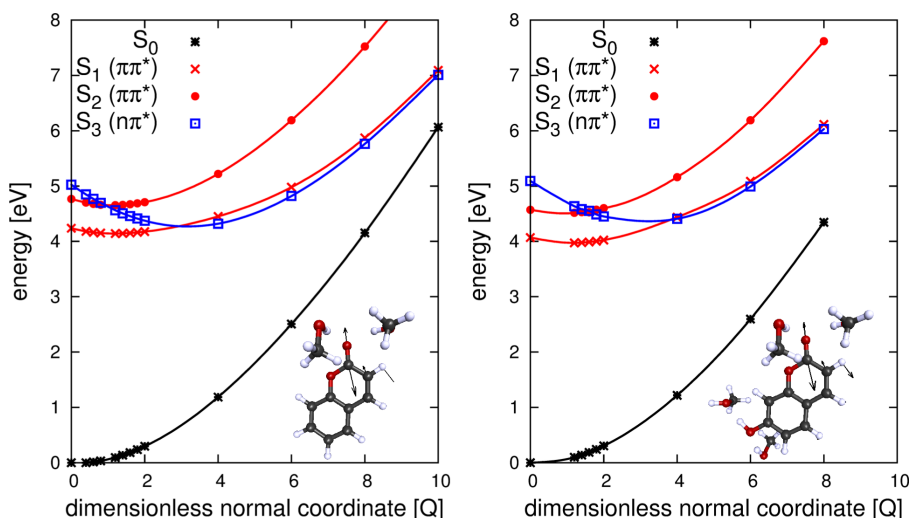 8
7
6
5
4
3
2
1
0
energy [eV]
S0
S1 (ππ*)
S2 (ππ*)
S3 (nπ*)
0 2 4 6 8 10
dimensionless normal coordinate [Q]
8
7
6
5
4
3
2
1
0
energy [eV]
S0
S1 (ππ*)
S2 (ππ*)
S3 (nπ*)
0 2 4 6 8 10
dimensionless normal coordinate [Q]